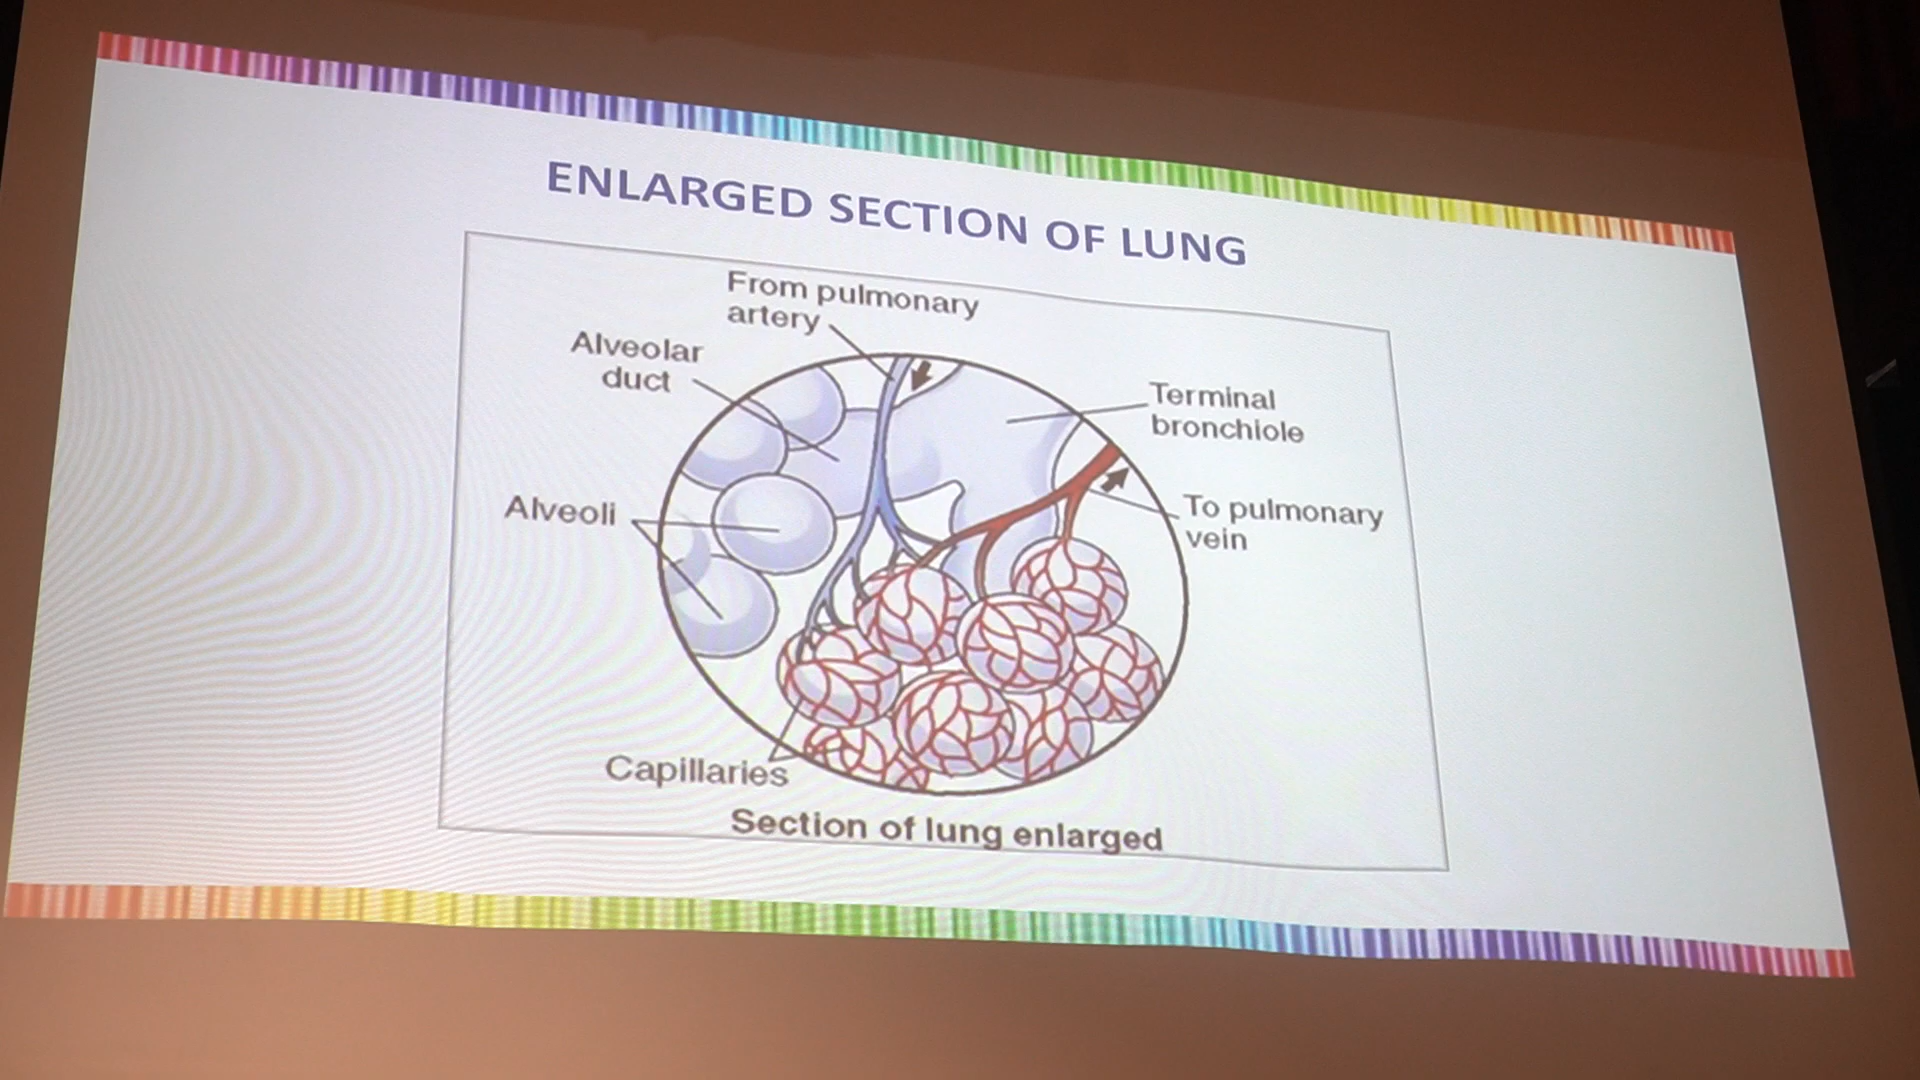 ENLARGED SECTION OF LUNG
From pulmonary
artery
Alveolar
duct
Terminal
bronchiole
Alveoli
To pulmonary
vein
Capillaries
Section of lung enlarged